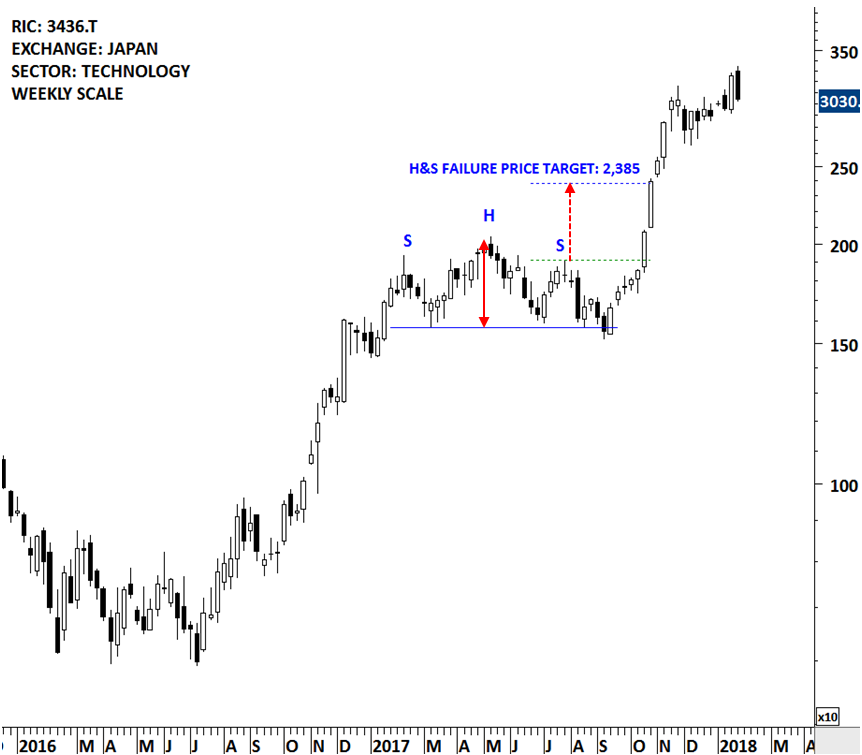 RIC: 3436.T
EXCHANGE: JAPAN
SECTOR: TECHNOLOGY
WEEKLY SCALE
350
3030.
H&S FAILURE PRICE TARGET: 2,385
250
H
S
S
200
150
100
x10
2016 M A M J J A S O N D 2017 M A M J J A S O N D 2018 M A